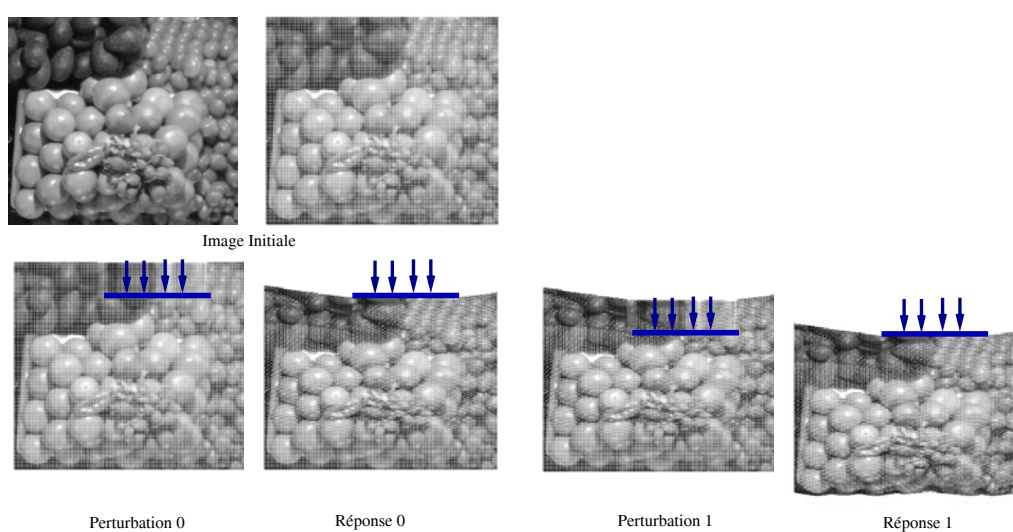 Image Initiale
Perturbation 0
Réponse 0
Perturbation 1
Réponse 1